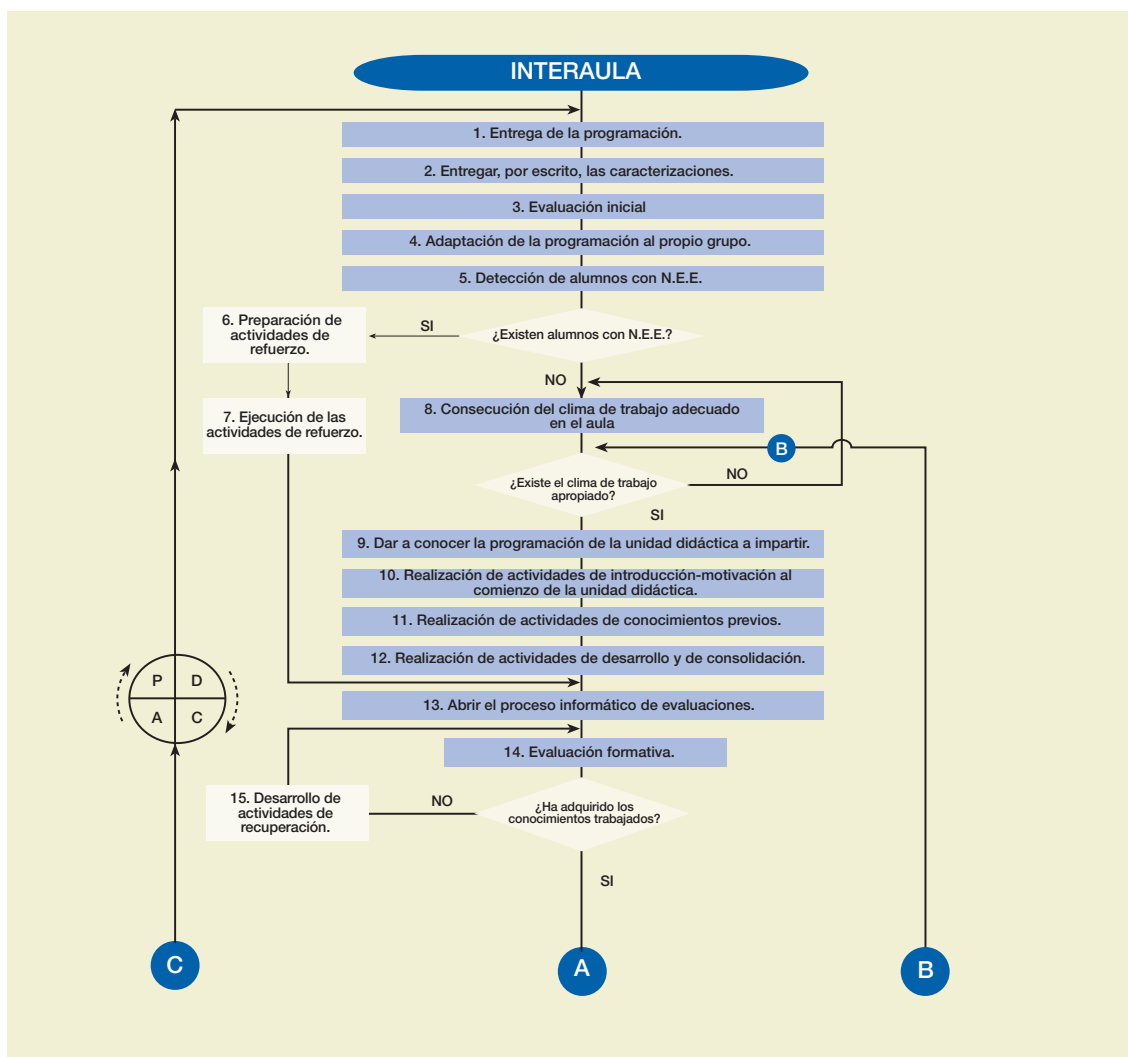 INTERAULA
1. Entrega de la programación.
2. Entregar, por escrito, las caracterizaciones.
3. Evaluación inicial
4. Adaptación de la programación al propio grupo.
5. Detección de alumnos con N.E.E.
6. Preparación de
actividades de
refuerzo.
SI
¿Existen alumnos con N.E.E.?
NO
7. Ejecución de las
actividades de refuerzo.
8. Consecución del clima de trabajo adecuado
en el aula
B
¿Existe el clima de trabajo
apropiado?
NO
SI
9. Dar a conocer la programación de la unidad didáctica a impartir.
10. Realización de actividades de introducción-motivación al
comienzo de la unidad didáctica.
11. Realización de actividades de conocimientos previos.
12. Realización de actividades de desarrollo y de consolidación.
P D
A C
13. Abrir el proceso informático de evaluaciones.
14. Evaluación formativa.
15. Desarrollo de
actividades de
recuperación.
NO
¿Ha adquirido los
conocimientos trabajados?
SI
C
A
B